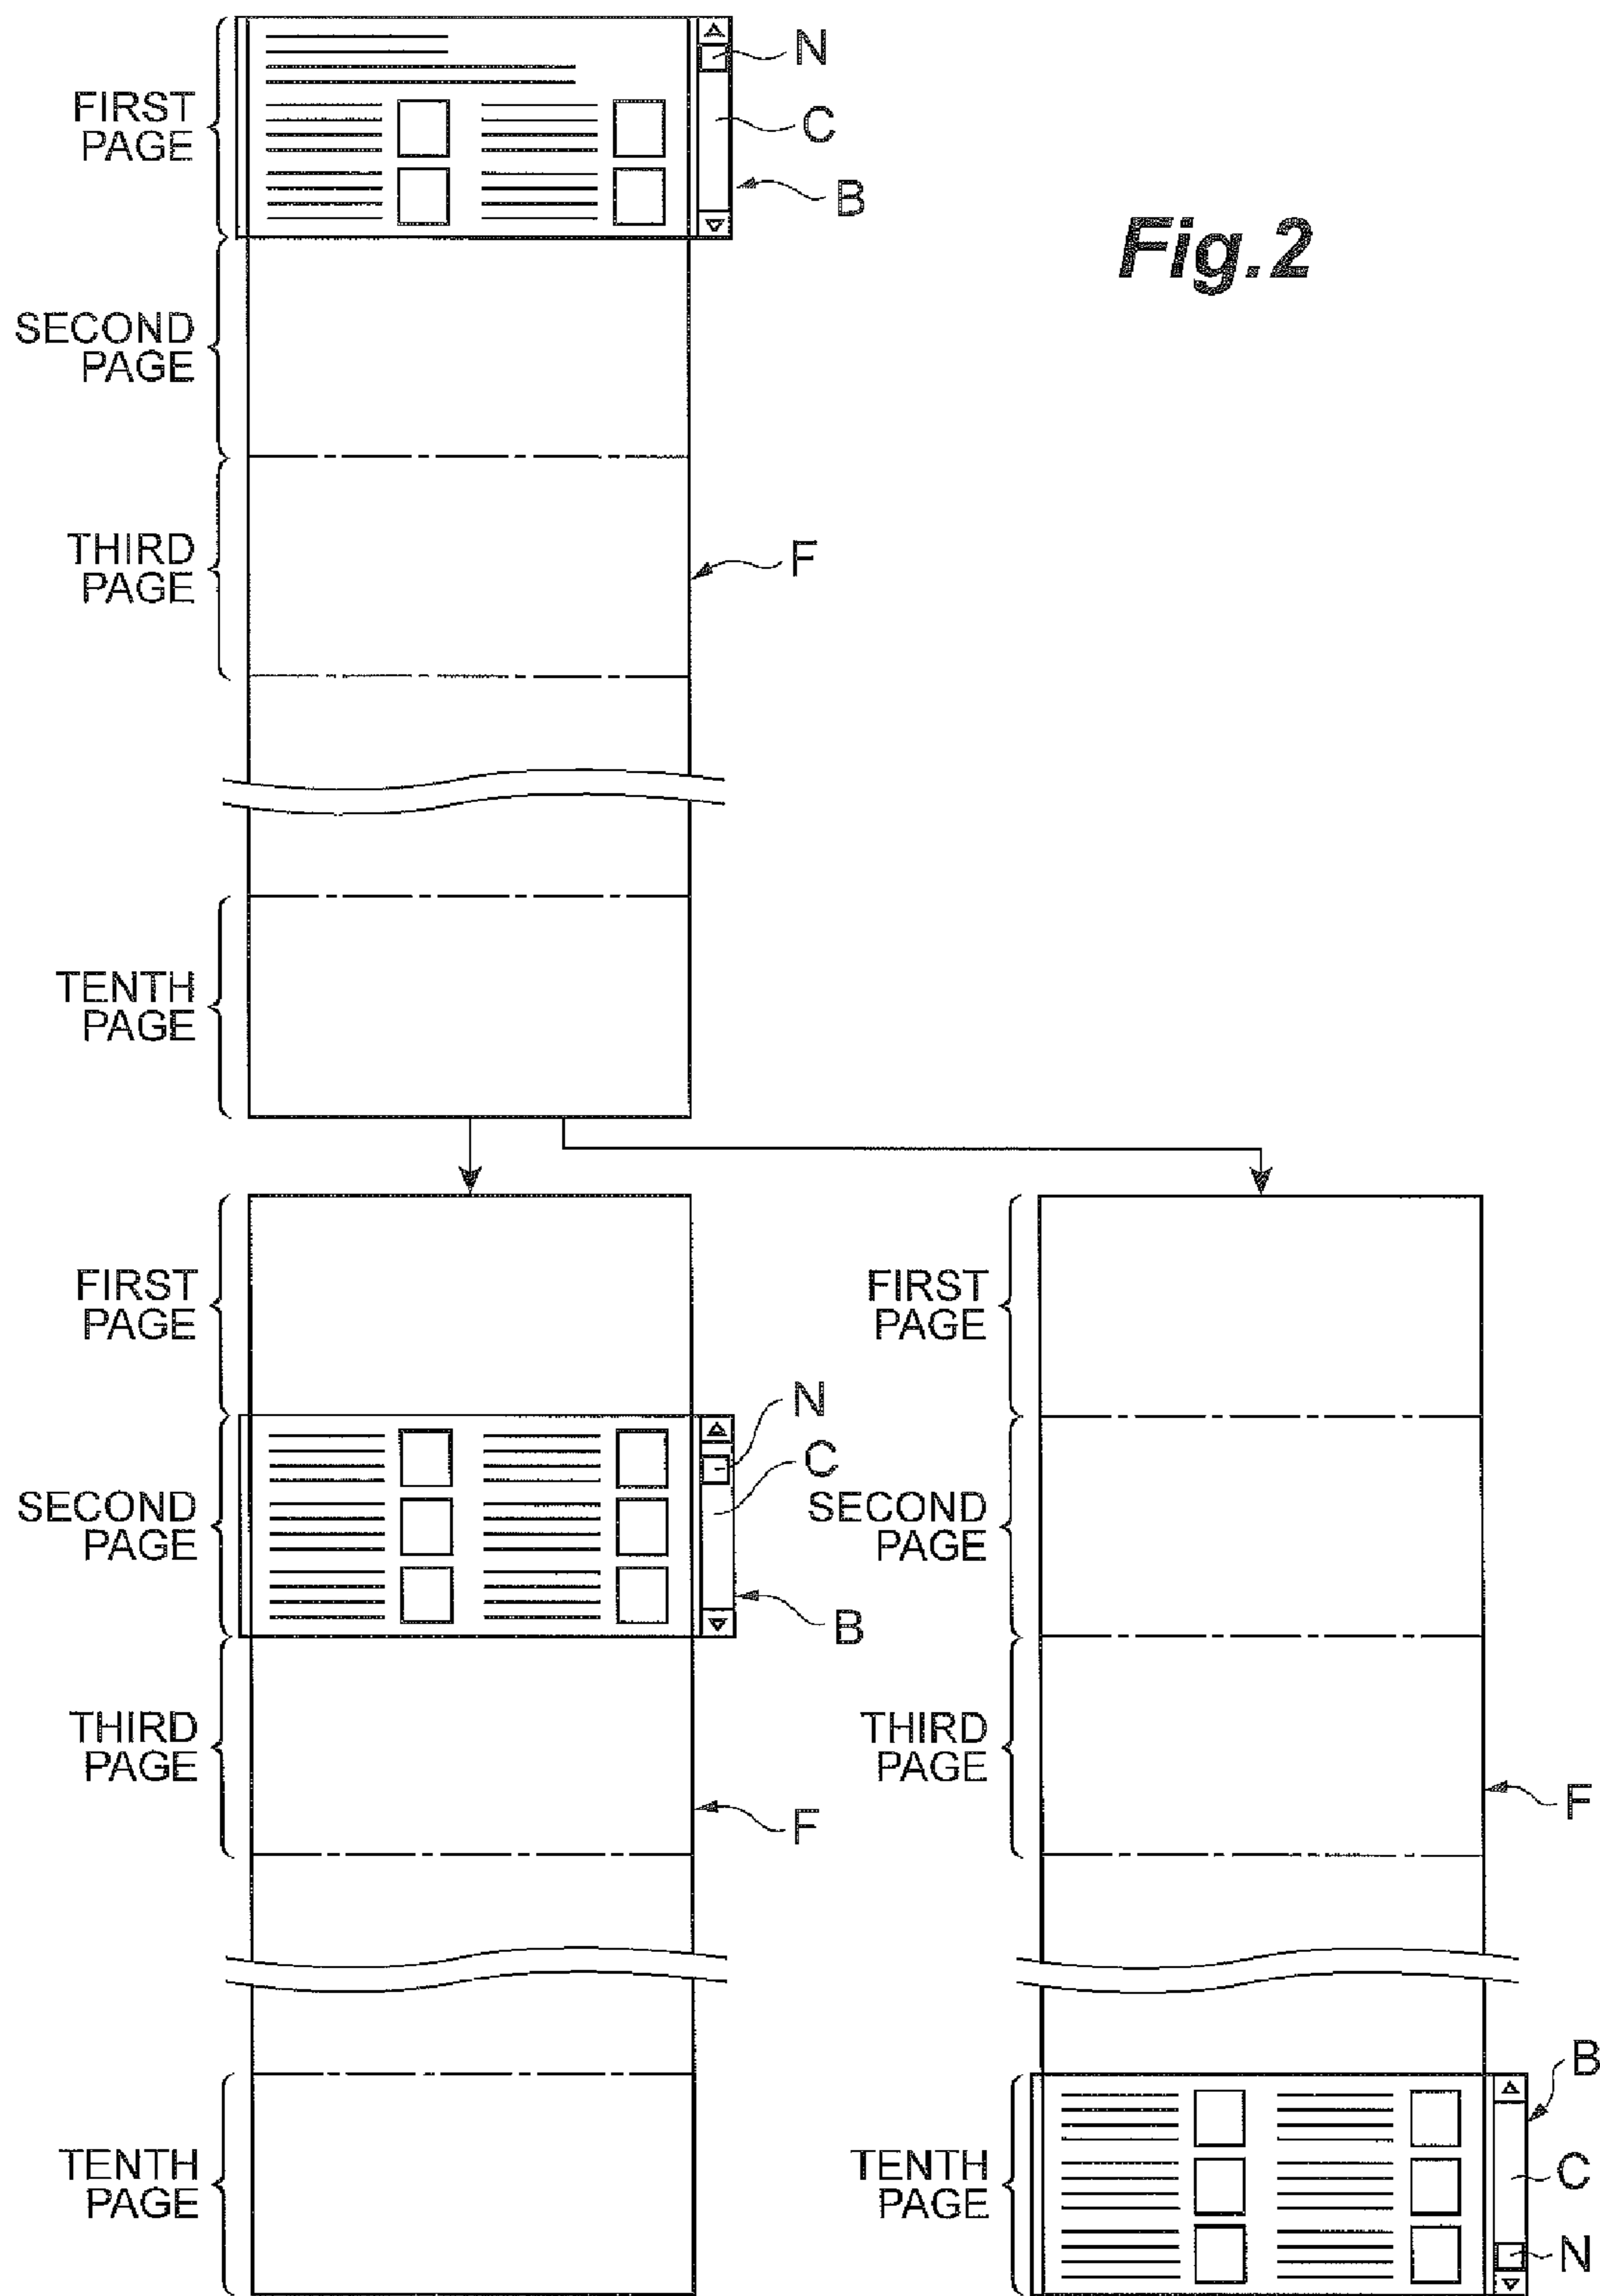 N
FIRST
PAGE
C
B
Fig.2
SECOND
PAGE
THIRD
PAGE
F
TENTH
PAGE
FIRST
PAGE
FIRST
PAGE
N
C
SECOND
PAGE
SECOND
PAGE
B
THIRD
PAGE
THIRD
PAGE
F
F
B
TENTH
PAGE
TENTH
PAGE
C
N